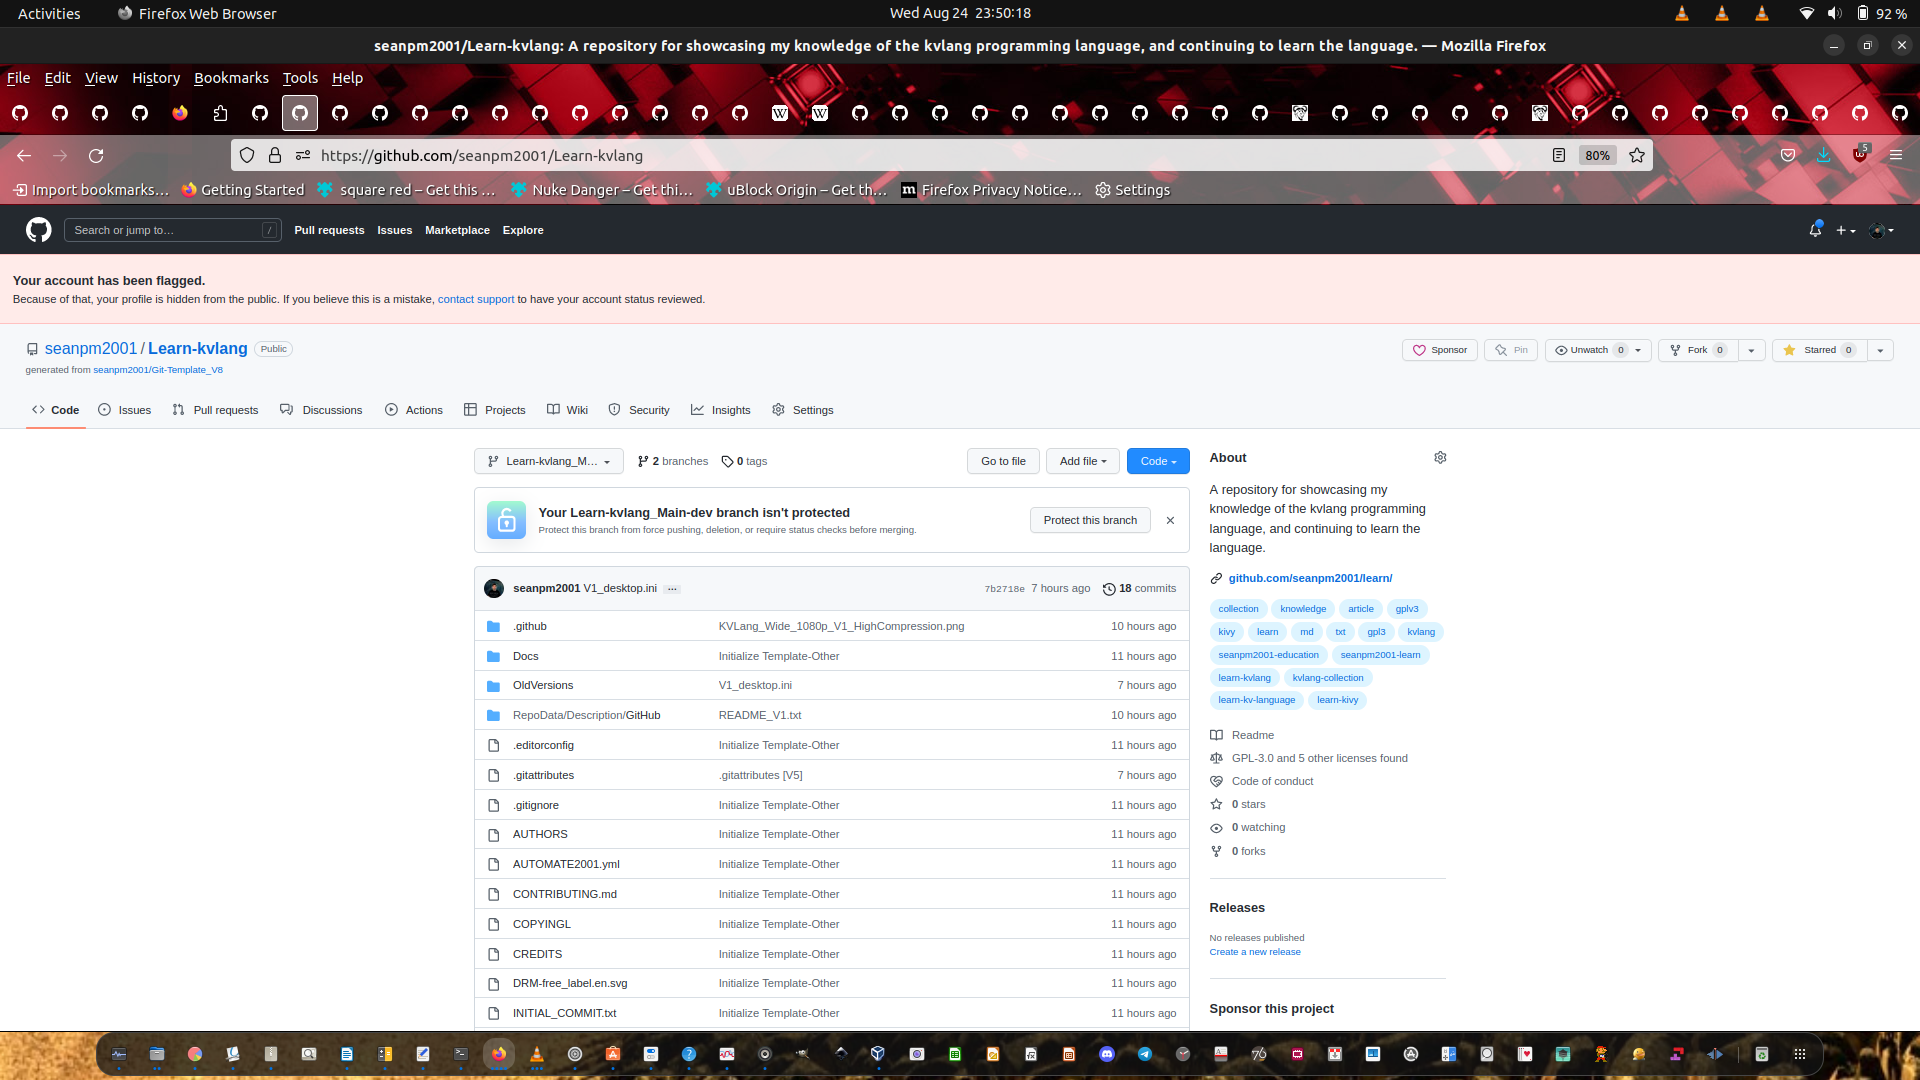 Activities
Firefox Web Browser
Wed Aug 24 23:50:18
92 %
seanpm2001/Learn-kvlang: A repository for showcasing my knowledge of the kvlang programming language, and continuing to learn the language. — Mozilla Firefox
File Edit View History Bookmarks Tools Help
https://github.com/seanpm2001/Learn-kvlang
80%
5
Import bookmarks…
Getting Started
square red – Get this …
Nuke Danger – Get thi…
uBlock Origin – Get th…
Firefox Privacy Notice…
Settings
Search or jump to…
/
Pull requests
Issues
Marketplace
Explore
Your account has been flagged.
Because of that, your profile is hidden from the public. If you believe this is a mistake, contact support to have your account status reviewed.
seanpm2001 / Learn-kvlang
Public
Sponsor
Pin
Unwatch 0
Fork 0
Starred 0
generated from seanpm2001/Git-Template_V8
Code
Issues
Pull requests
Discussions
Actions
Projects
Wiki
Security
Insights
Settings
Learn-kvlang_M…
2 branches
0 tags
Go to file
Add file
Code
Your Learn-kvlang_Main-dev branch isn't protected
Protect this branch from force pushing, deletion, or require status checks before merging.
Protect this branch
seanpm2001 V1_desktop.ini …
7b2718e 7 hours ago
18 commits
.github KVLang_Wide_1080p_V1_HighCompression.png 10 hours ago
Docs Initialize Template-Other 11 hours ago
OldVersions V1_desktop.ini 7 hours ago
RepoData/Description/GitHub README_V1.txt 10 hours ago
.editorconfig Initialize Template-Other 11 hours ago
.gitattributes .gitattributes [V5] 7 hours ago
.gitignore Initialize Template-Other 11 hours ago
AUTHORS Initialize Template-Other 11 hours ago
AUTOMATE2001.yml Initialize Template-Other 11 hours ago
CONTRIBUTING.md Initialize Template-Other 11 hours ago
COPYINGL Initialize Template-Other 11 hours ago
CREDITS Initialize Template-Other 11 hours ago
DRM-free_label.en.svg Initialize Template-Other 11 hours ago
INITIAL_COMMIT.txt Initialize Template-Other 11 hours ago
About
A repository for showcasing my
knowledge of the kvlang programming
language, and continuing to learn the
language.
github.com/seanpm2001/learn/
collection knowledge article gplv3
kivy learn md txt gpl3 kvlang
seanpm2001-education seanpm2001-learn
learn-kvlang kvlang-collection
learn-kv-language learn-kivy
Readme
GPL-3.0 and 5 other licenses found
Code of conduct
0 stars
0 watching
0 forks
Releases
No releases published
Create a new release
Sponsor this project